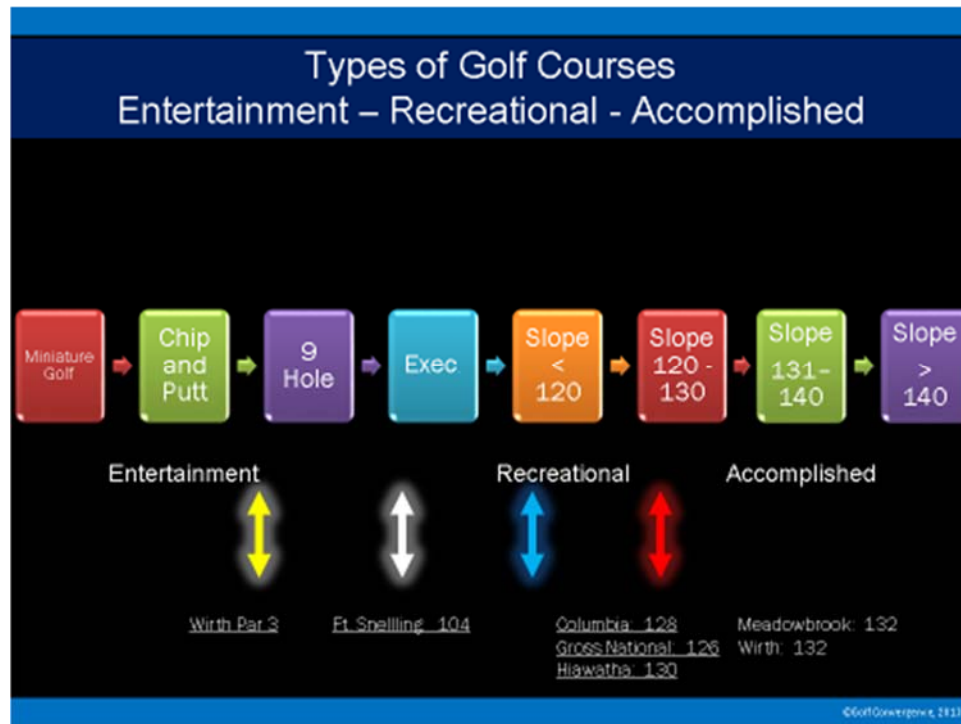 Types of Golf Courses
Entertainment – Recreational - Accomplished
Miniature
Golf
Chip
and
Putt
9
Hole
Exec
Slope
<
120
Slope
120 -
130
Slope
131–
140
Slope
>
140
Entertainment
Recreational
Accomplished
Wirth Par 3
Ft. Snellling 104
Columbia: 128
Gross National: 126
Hiawatha: 130
Meadowbrook: 132
Wirth: 132
©Golf Convergence,